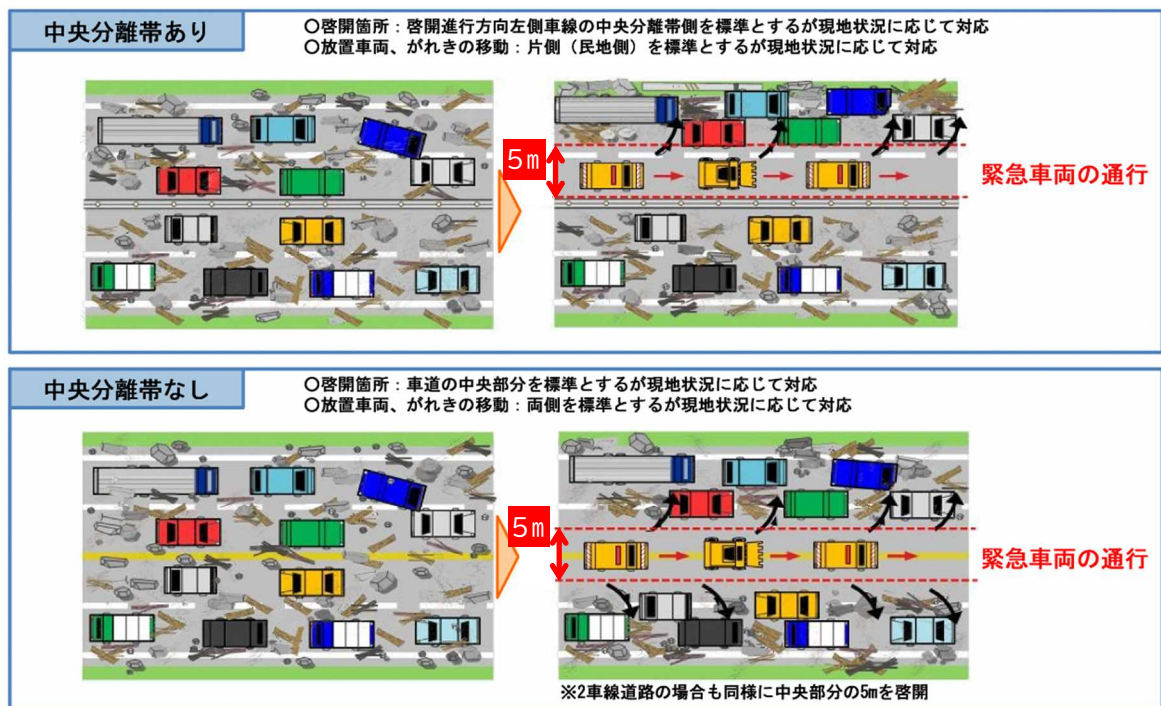 中央分離帯あり
○啓開箇所：啓開進行方向左側車線の中央分離帯側を標準とするが現地状況に応じて対応
○放置車両、がれきの移動：片側（民地側）を標準とするが現地状況に応じて対応
5m
緊急車両の通行
中央分離帯なし
○啓開箇所：車道の中央部分を標準とするが現地状況に応じて対応
○放置車両、がれきの移動：両側を標準とするが現地状況に応じて対応
5m
緊急車両の通行
※2車線道路の場合も同様に中央部分の5mを啓開